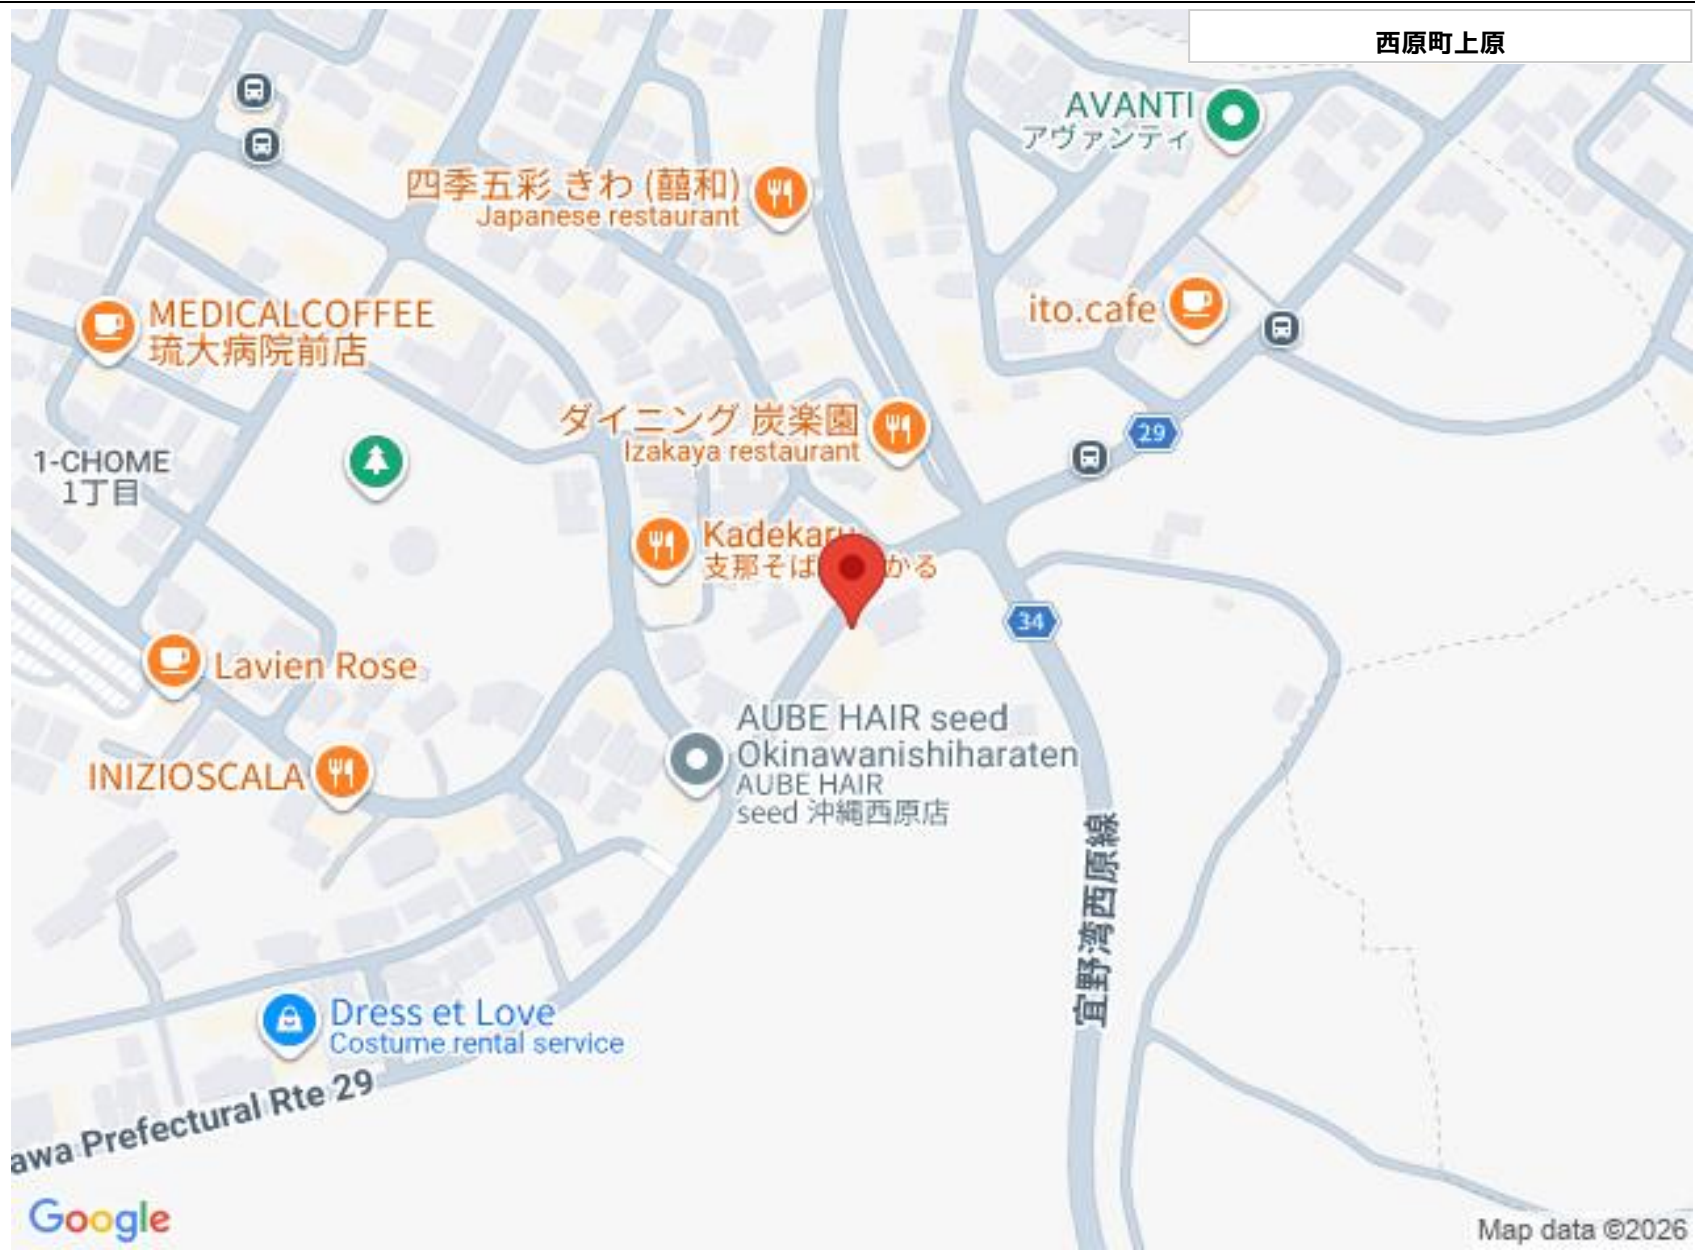 西原町上原
AVANTI
アヴァンティ
四季五彩 きわ (囍和)
Japanese restaurant
MEDICALCOFFEE
琉大病院前店
ito.cafe
ダイニング 炭楽園
Izakaya restaurant
29
1-CHOME
1丁目
Kadekaru
支那そば かる
34
Lavien Rose
AUBE HAIR seed
Okinawanishiharaten
AUBE HAIR
seed 沖縄西原店
INIZIOSCALA
宜野湾西原線
Dress et Love
Costume rental service
awa Prefectural Rte 29
Google
Map data ©2026